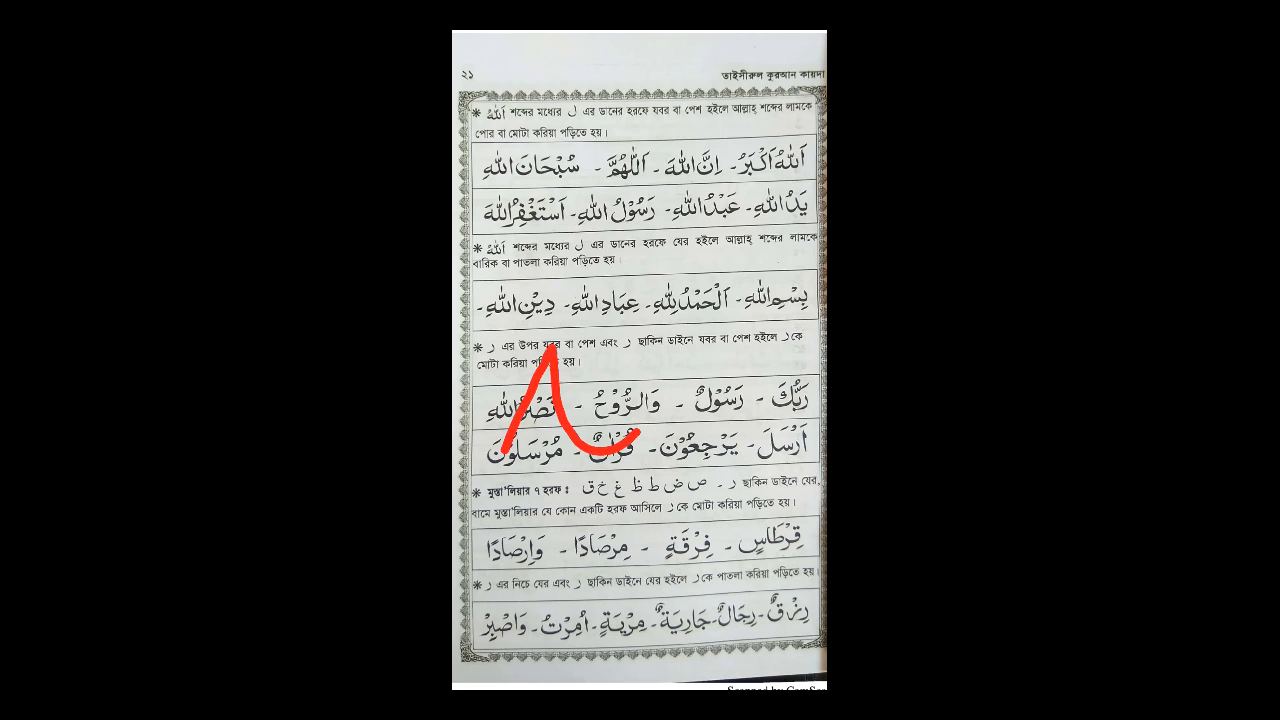 ২১ তাইসীরুল কুরআন কায়দা
* اَللّٰهُ শব্দের মধ্যের ل এর ডানের হরফে যবর বা পেশ হইলে আল্লাহ্ শব্দের লামকে
পোর বা মোটা করিয়া পড়িতে হয়।
اَللّٰهُ اَكْبَرُ - اِنَّ اللّٰهَ - اَللّٰهُمَّ - سُبْحَانَ اللّٰهِ
يَدُ اللّٰهِ - عَبْدُ اللّٰهِ - رَسُوْلُ اللّٰهِ - اَسْتَغْفِرُ اللّٰهَ
* اَللّٰهُ শব্দের মধ্যের ل এর ডানের হরফে যের হইলে আল্লাহ্ শব্দের লামকে
বারিক বা পাতলা করিয়া পড়িতে হয়।
بِسْمِ اللّٰهِ - اَلْحَمْدُ لِلّٰهِ - عِبَادِ اللّٰهِ - دِيْنِ اللّٰهِ -
* ر এর উপর যবর বা পেশ এবং ر ছাকিন ডাইনে যবর বা পেশ হইলে ر কে
মোটা করিয়া হয়।
رَبُّكَ - رَسُوْلٌ - وَالرُّوْحُ - نَصْرُ اللّٰهِ
اَرْسَلَ - يَرْجِعُوْنَ - قُرْاٰنٌ - مُرْسَلُوْنَ
* মুস্তা'লিয়ার ৭ হরফ : ر - ص ض ط ظ غ خ ق ছাকিন ডাইনে যের,
বামে মুস্তা'লিয়ার যে কোন একটি হরফ আসিলে ر কে মোটা করিয়া পড়িতে হয়।
قِرْطَاسٍ - فِرْقَةٍ - مِرْصَادًا - وَاِرْصَادًا
* ر এর নিচে যের এবং ر ছাকিন ডাইনে যের হইলে ر কে পাতলা করিয়া পড়িতে হয়।
رِزْقٌ - رِجَالٌ - جَارِيَةٌ - مِرْيَةٍ - اُمِرْتُ - وَاصْبِرْ